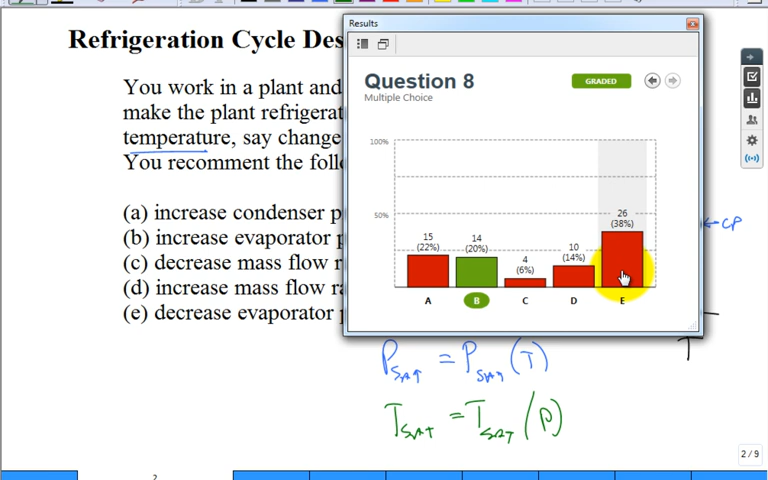 Results
Refrigeration Cycle Des
Question 8
GRADED
Multiple Choice
You work in a plant and
make the plant refrigerat
temperature, say change
You recomment the follo
100%
50%
15
(22%)
14
(20%)
4
(6%)
10
(14%)
26
(38%)
A
B
C
D
E
(a) increase condenser p
(b) increase evaporator p
(c) decrease mass flow r
(d) increase mass flow ra
(e) decrease evaporator p
← CP
T
PSAT = PSAT (T)
TSAT = TSAT (P)
2 / 9
2